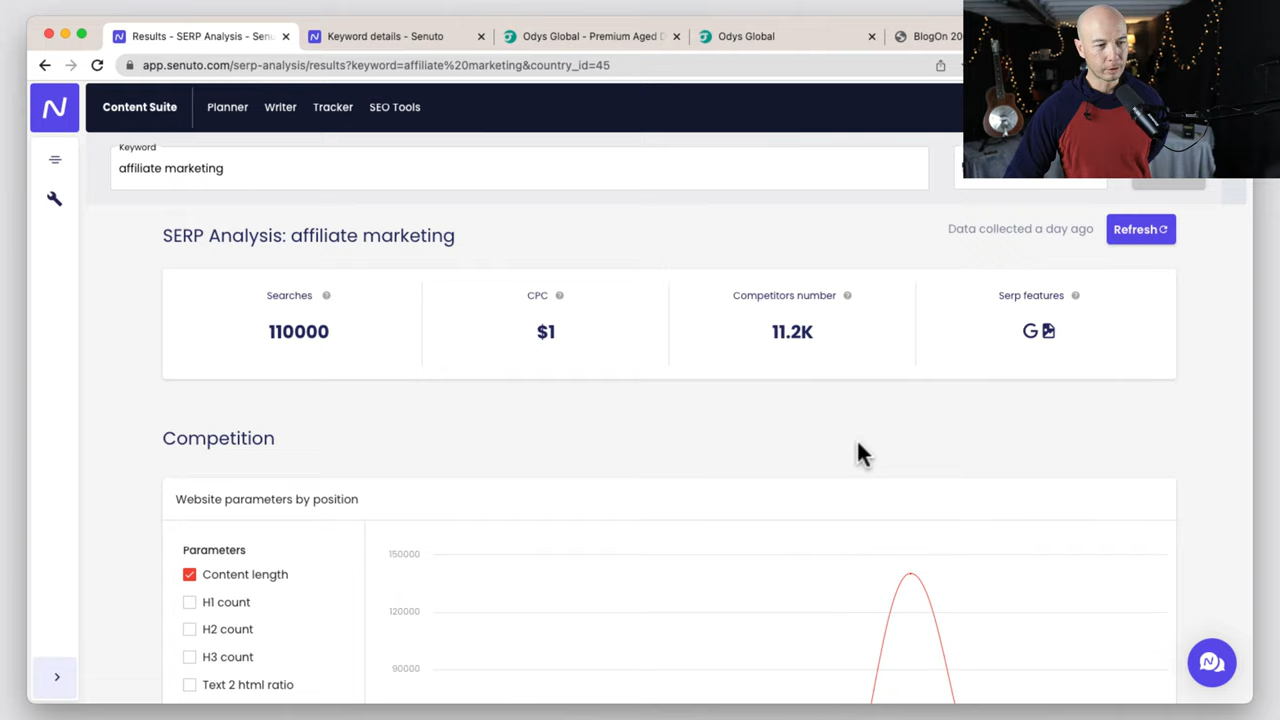 Results - SERP Analysis - Sen
Keyword details - Senuto
Odys Global - Premium Aged D
Odys Global
BlogOn 20
app.senuto.com/serp-analysis/results?keyword=affiliate%20marketing&country_id=45
Content Suite
Planner
Writer
Tracker
SEO Tools
Keyword
affiliate marketing
SERP Analysis: affiliate marketing
Data collected a day ago
Refresh
Searches
CPC
Competitors number
Serp features
110000
$1
11.2K
Competition
Website parameters by position
Parameters
Content length
H1 count
H2 count
H3 count
Text 2 html ratio
150000
120000
90000